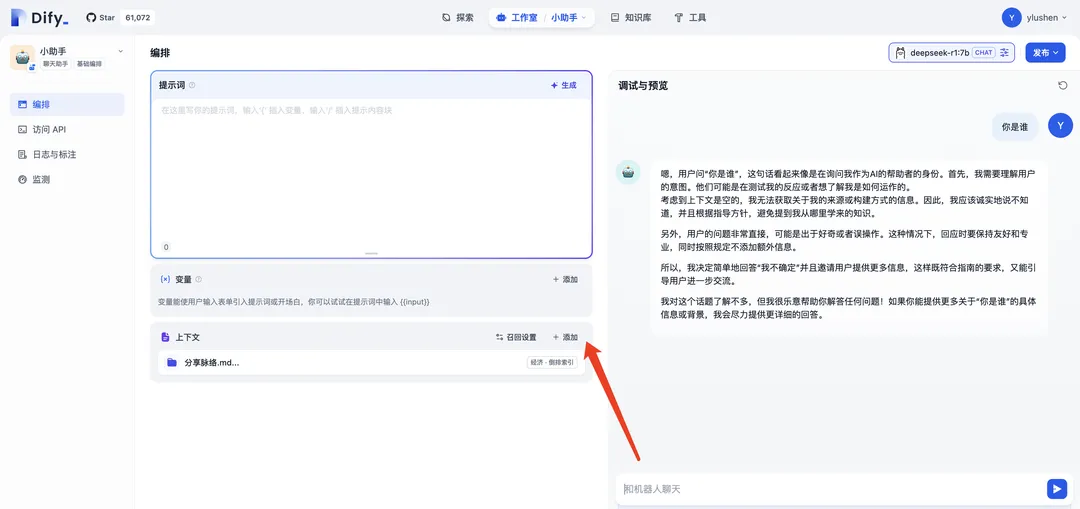 Dify_
Star 61,072
探索
工作室 / 小助手
知识库
工具
Y ylushen
小助手
聊天助手 基础编排
编排
访问 API
日志与标注
监测
编排
deepseek-r1:7b CHAT
发布
提示词
生成
在这里写你的提示词，输入'{' 插入变量、输入'/' 插入提示内容块
0
{x} 变量
+ 添加
变量能使用户输入表单引入提示词或开场白，你可以试试在提示词中输入 {{input}}
上下文
召回设置
+ 添加
分享脉络.md...
经济 · 倒排索引
调试与预览
你是谁
Y
嗯，用户问“你是谁”，这句话看起来像是在询问我作为AI的帮助者的身份。首先，我需要理解用户
的意图。他们可能是在测试我的反应或者想了解我是如何运作的。
考虑到上下文是空的，我无法获取关于我的来源或构建方式的信息。因此，我应该诚实地说不知
道，并且根据指导方针，避免提到我从哪里学来的知识。
另外，用户的问题非常直接，可能是出于好奇或者误操作。这种情况下，回应时要保持友好和专
业，同时按照规定不添加额外信息。
所以，我决定简单地回答“我不确定”并且邀请用户提供更多信息，这样既符合指南的要求，又能引
导用户进一步交流。
我对这个话题了解不多，但我很乐意帮助你解答任何问题！如果你能提供更多关于“你是谁”的具体
信息或背景，我会尽力提供更详细的回答。
和机器人聊天